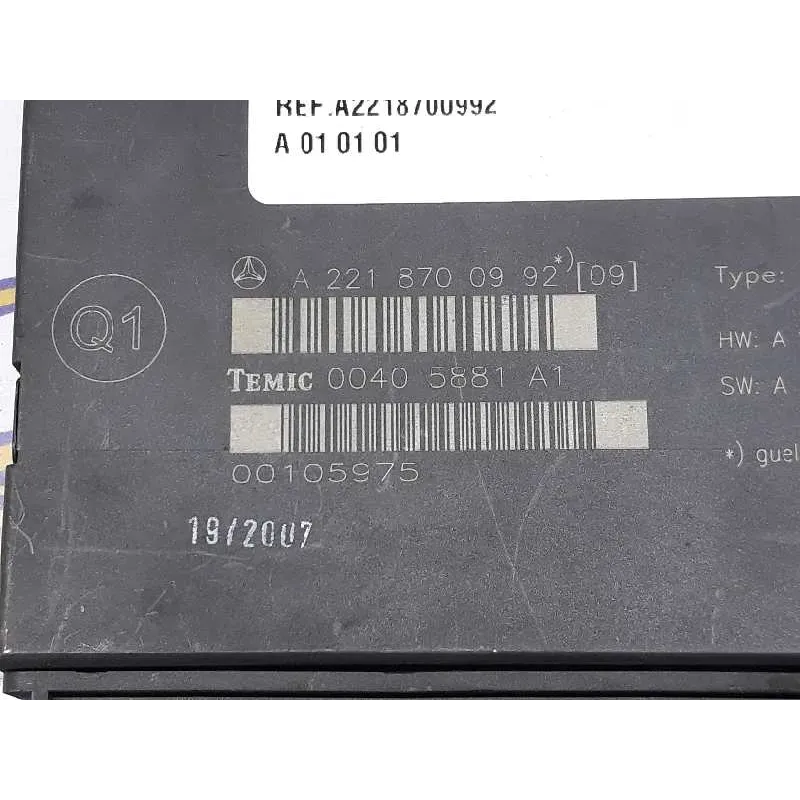 REF.A2218700992
A 01 01 01
A 221 870 09 92 *) [09]
Type:
Q1
HW: A
TEMIC 0040 5881 A1
SW: A
*) guel
00105975
19/2007